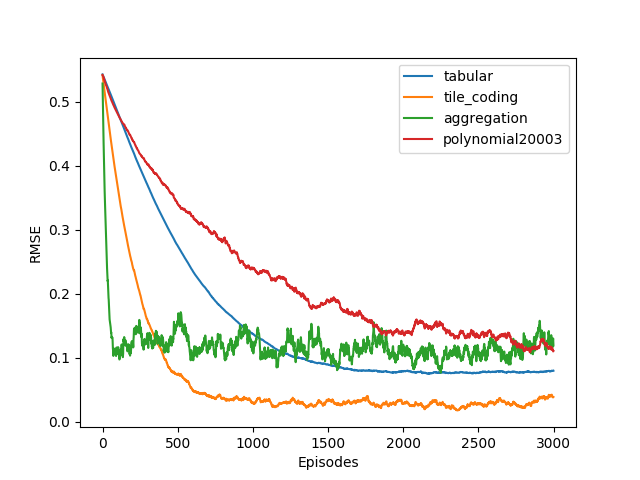 tabular
tile_coding
aggregation
polynomial20003
0.5
0.4
0.3
0.2
0.1
0.0
RMSE
0 500 1000 1500 2000 2500 3000
Episodes